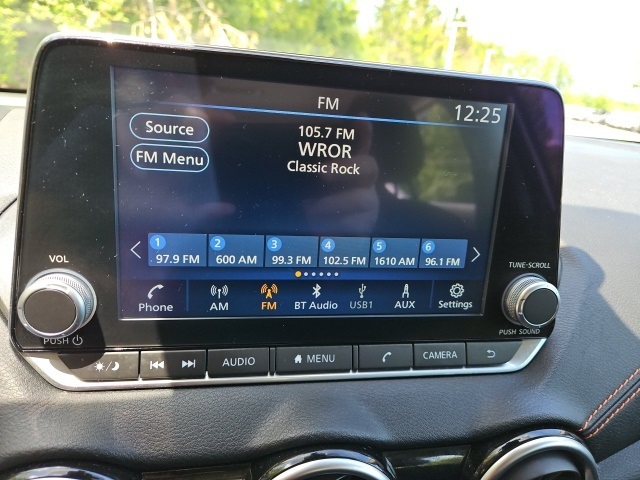 FM
12:25
Source
105.7 FM
FM Menu
WROR
Classic Rock
1 2 3 4 5 6
97.9 FM 600 AM 99.3 FM 102.5 FM 1610 AM 96.1 FM
Phone AM FM BT Audio USB1 AUX Settings
VOL
PUSH
TUNE-SCROLL
PUSH SOUND
AUDIO MENU CAMERA